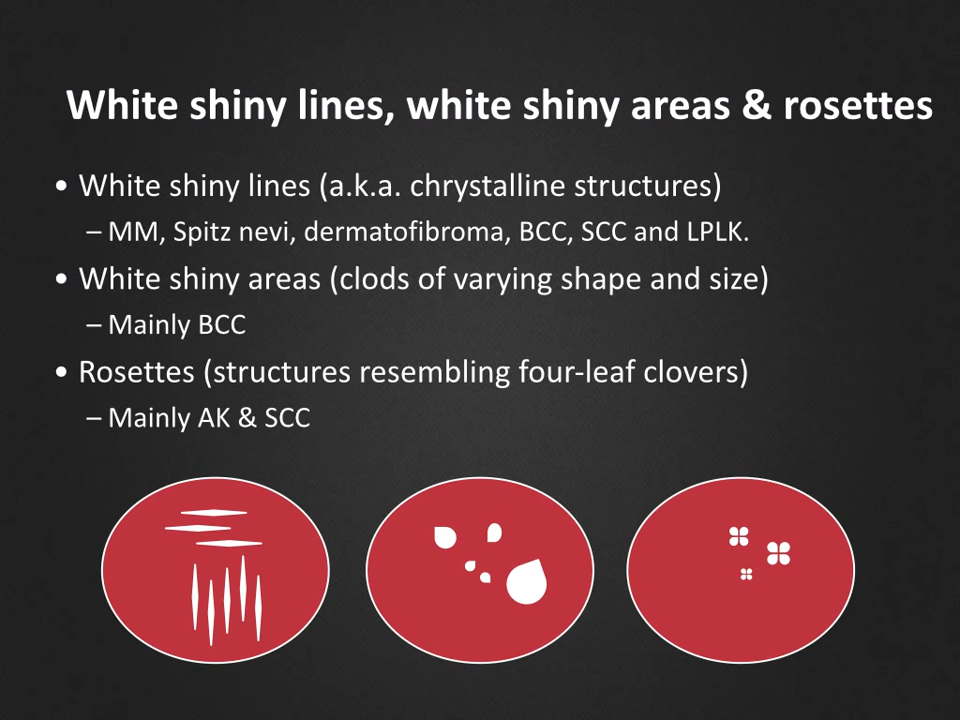 White shiny lines, white shiny areas & rosettes
• White shiny lines (a.k.a. chrystalline structures)
– MM, Spitz nevi, dermatofibroma, BCC, SCC and LPLK.
• White shiny areas (clods of varying shape and size)
– Mainly BCC
• Rosettes (structures resembling four-leaf clovers)
– Mainly AK & SCC